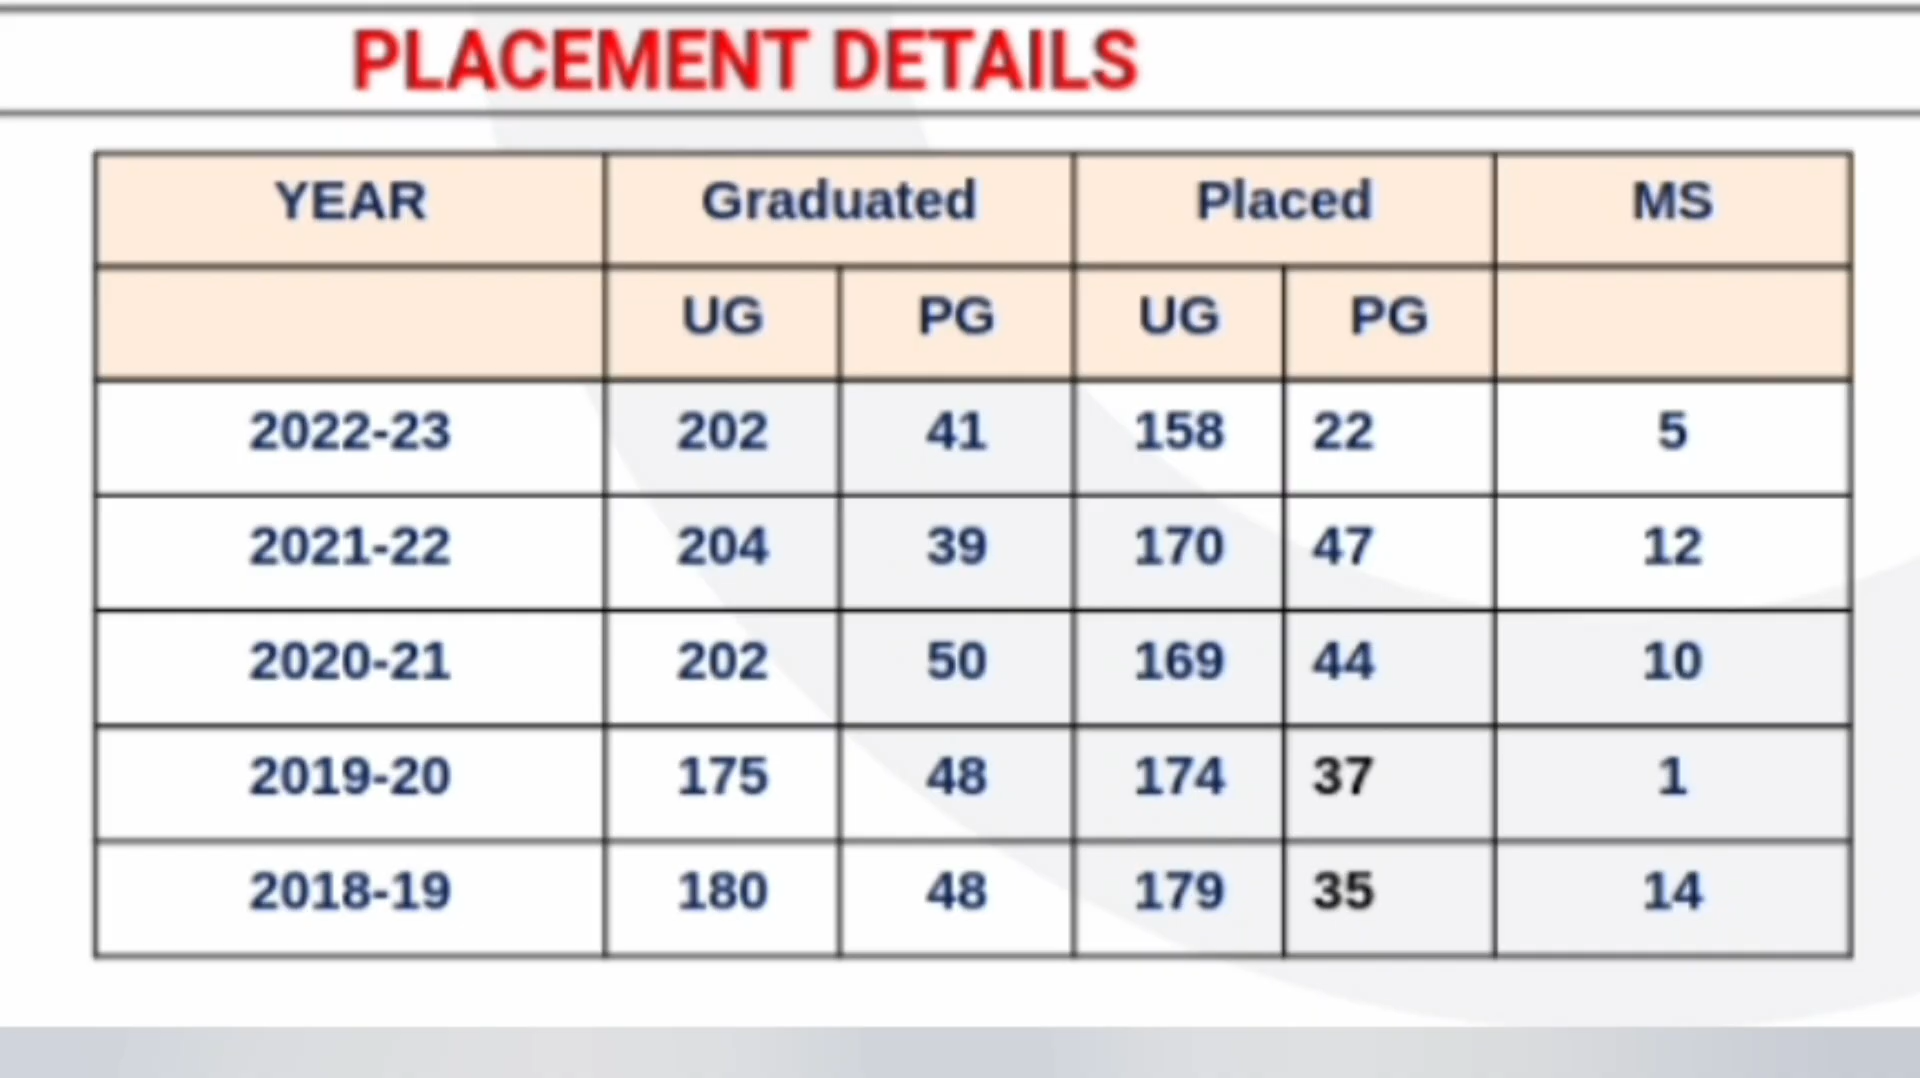 PLACEMENT DETAILS
YEAR Graduated Placed MS
UG PG UG PG
2022-23 202 41 158 22 5
2021-22 204 39 170 47 12
2020-21 202 50 169 44 10
2019-20 175 48 174 37 1
2018-19 180 48 179 35 14